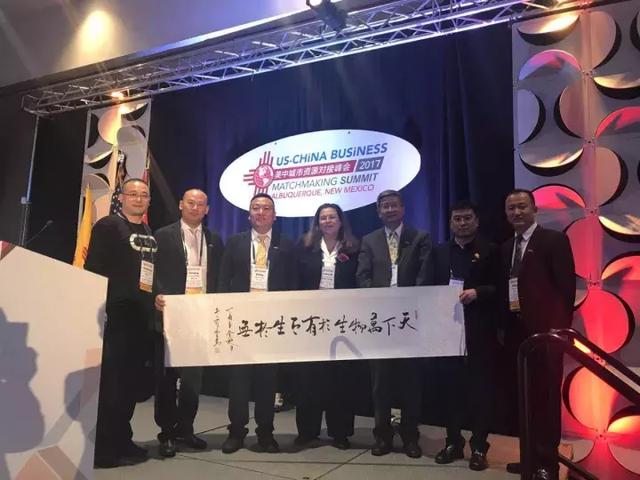 US-CHINA BUSINESS
美中城市资源对接峰会 2017
MATCHMAKING SUMMIT
ALBUQUERQUE, NEW MEXICO
天下萬物生於有々生於無